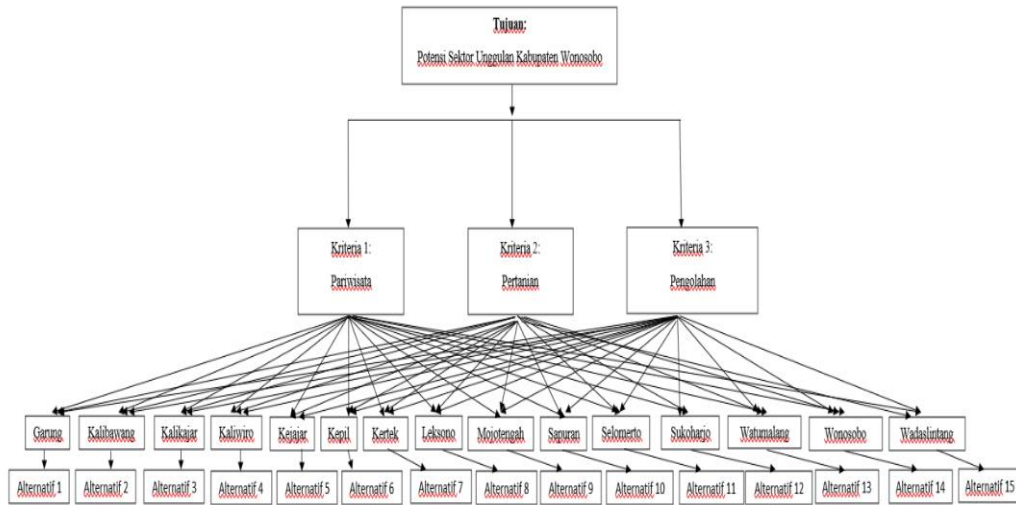 Tujuan:
Potensi Sektor Unggulan Kabupaten Wonosobo
Kriteria 1:
Pariwisata
Kriteria 2:
Pertanian
Kriteria 3:
Pengolahan
Garung
Kalibawang
Kalikajar
Kaliwiro
Kejajar
Kepil
Kertek
Leksono
Mojotengah
Sapuran
Selomerto
Sukoharjo
Watumalang
Wonosobo
Wadaslintang
Alternatif 1
Alternatif 2
Alternatif 3
Alternatif 4
Alternatif 5
Alternatif 6
Alternatif 7
Alternatif 8
Alternatif 9
Alternatif 10
Alternatif 11
Alternatif 12
Alternatif 13
Alternatif 14
Alternatif 15